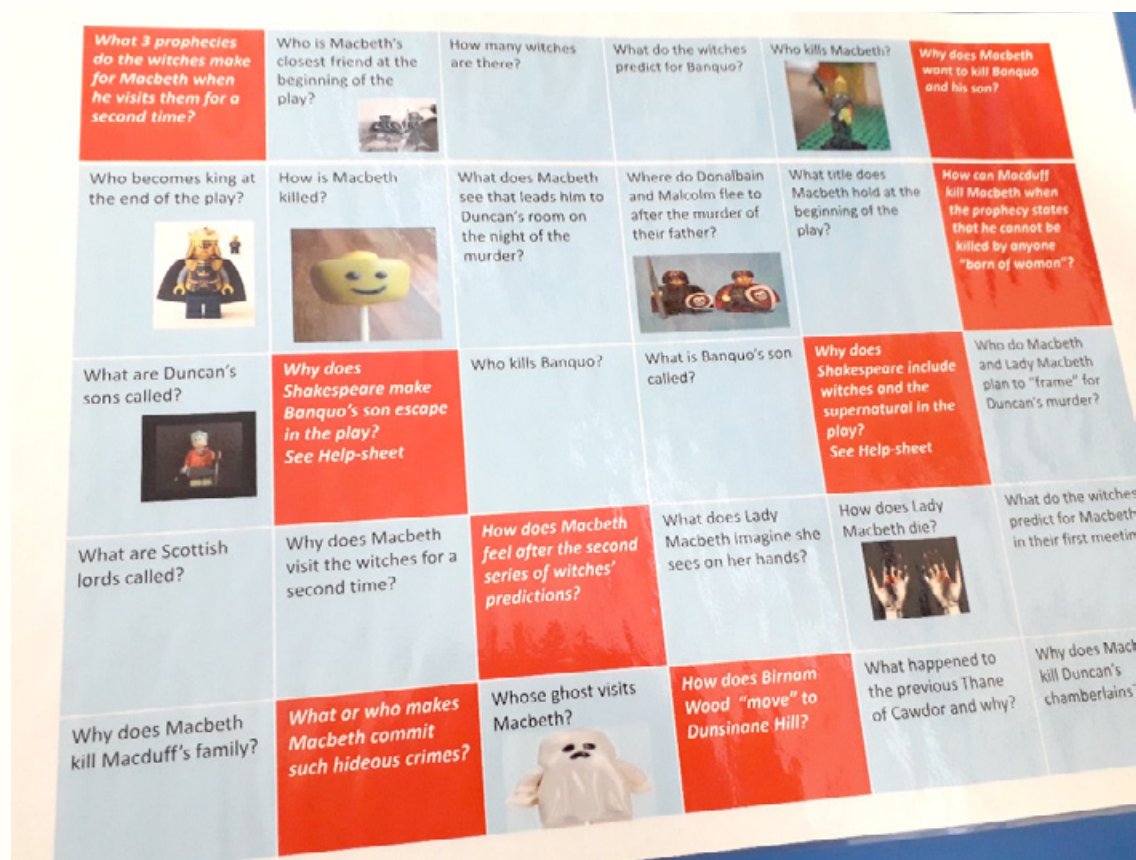 What 3 prophecies
do the witches make
for Macbeth when
he visits them for a
second time?
Who is Macbeth's
closest friend at the
beginning of the
play?
How many witches
are there?
What do the witches
predict for Banquo?
Who kills Macbeth?
Why does Macbeth
want to kill Banquo
and his son?
Who becomes king at
the end of the play?
How is Macbeth
killed?
What does Macbeth
see that leads him to
Duncan's room on
the night of the
murder?
Where do Donalbain
and Malcolm flee to
after the murder of
their father?
What title does
Macbeth hold at the
beginning of the
play?
How can Macduff
kill Macbeth when
the prophecy states
that he cannot be
killed by anyone
"born of woman"?
What are Duncan's
sons called?
Why does
Shakespeare make
Banquo's son escape
in the play?
See Help-sheet
Who kills Banquo?
What is Banquo's son
called?
Why does
Shakespeare include
witches and the
supernatural in the
play?
See Help-sheet
Who do Macbeth
and Lady Macbeth
plan to "frame" for
Duncan's murder?
What are Scottish
lords called?
Why does Macbeth
visit the witches for a
second time?
How does Macbeth
feel after the second
series of witches'
predictions?
What does Lady
Macbeth imagine she
sees on her hands?
How does Lady
Macbeth die?
What do the witches
predict for Macbeth
in their first meetin
Why does Macbeth
kill Macduff's family?
What or who makes
Macbeth commit
such hideous crimes?
Whose ghost visits
Macbeth?
How does Birnam
Wood "move" to
Dunsinane Hill?
What happened to
the previous Thane
of Cawdor and why?
Why does Macb
kill Duncan's
chamberlains